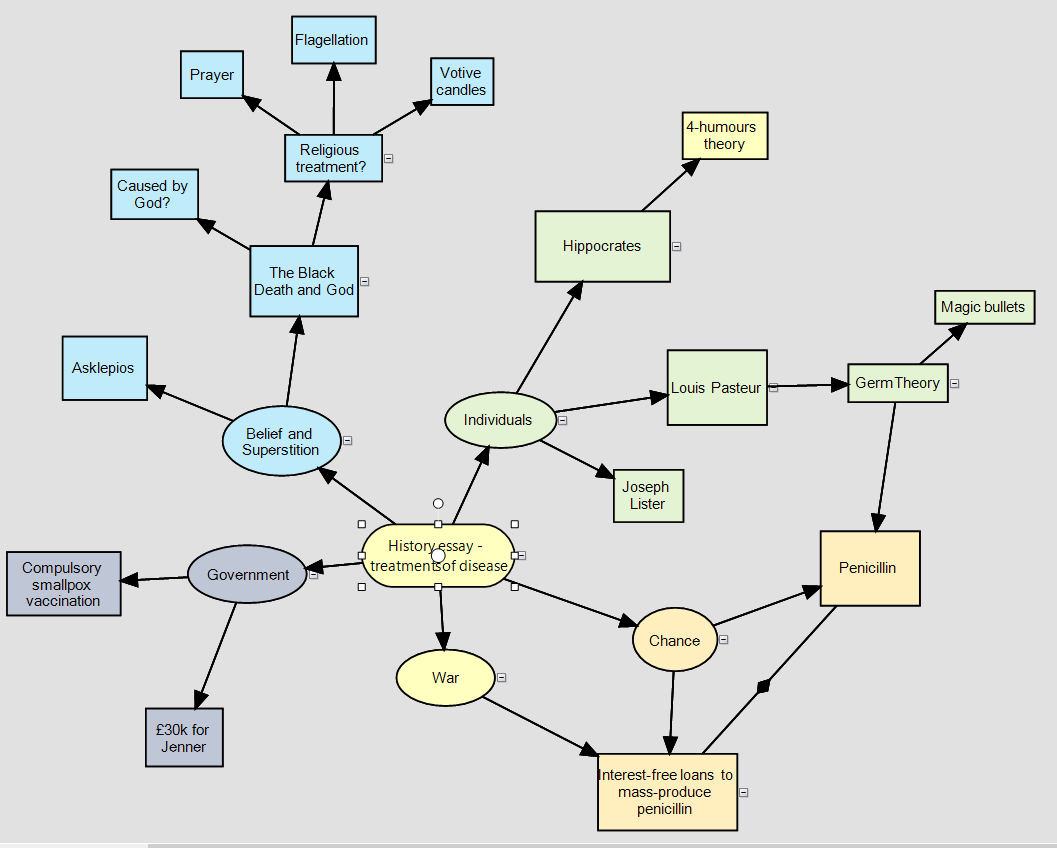 Flagellation
Prayer
Votive
candles
4-humours
theory
Religious
treatment?
Caused by
God?
Hippocrates
The Black
Death and God
Magic bullets
Asklepios
Louis Pasteur
Germ Theory
Individuals
Belief and
Superstition
Joseph
Lister
History essay -
treatments of disease
Compulsory
smallpox
vaccination
Government
Penicillin
Chance
War
£30k for
Jenner
Interest-free loans to
mass-produce
penicillin